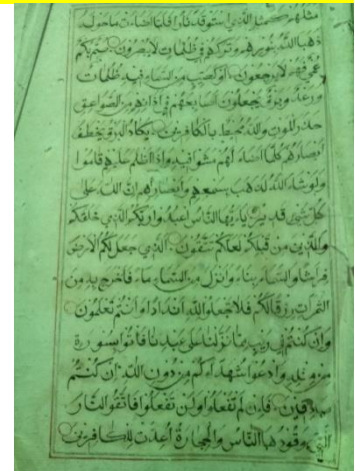 مثلهم كمثل الذي استوقد نارا فلما اضاءت ما حوله
ذهب الله بنورهم وتركهم في ظلمات لا يبصرون صم بكم
عمي فهم لا يرجعون او كصيب من السماء فيه ظلمات
ورعد وبرق يجعلون اصابعهم في اذانهم من الصواعق
حذر الموت والله محيط بالكافرين يكاد البرق يخطف
ابصارهم كلما اضاء لهم مشوا فيه واذا اظلم عليهم قاموا
ولو شاء الله لذهب بسمعهم وابصارهم ان الله على
كل شيء قدير يا ايها الناس اعبدوا ربكم الذي خلقكم
والذين من قبلكم لعلكم تتقون الذي جعل لكم الارض
فراشا والسماء بناء وانزل من السماء ماء فاخرج به من
الثمرات رزقا لكم فلا تجعلوا لله اندادا وانتم تعلمون
وان كنتم في ريب مما نزلنا على عبدنا فاتوا بسورة
من مثله وادعوا شهداءكم من دون الله ان كنتم
صادقين فان لم تفعلوا ولن تفعلوا فاتقوا النار
التي وقودها الناس والحجارة اعدت للكافرين